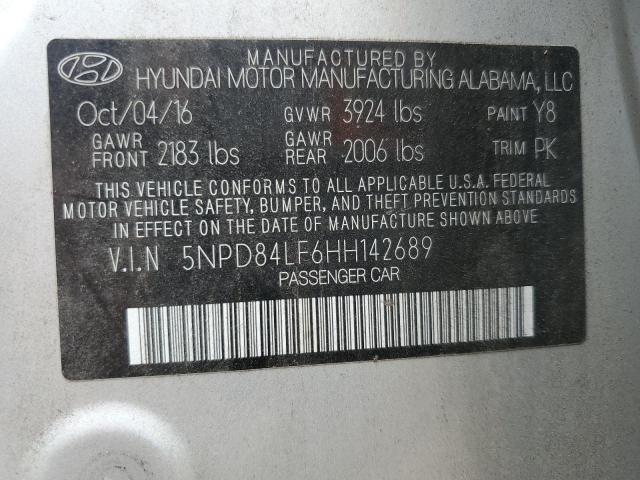 MANUFACTURED BY
HYUNDAI MOTOR MANUFACTURING ALABAMA, LLC
Oct/04/16 GVWR 3924 lbs PAINT Y8
GAWR FRONT 2183 lbs GAWR REAR 2006 lbs TRIM PK
THIS VEHICLE CONFORMS TO ALL APPLICABLE U.S.A. FEDERAL
MOTOR VEHICLE SAFETY, BUMPER, AND THEFT PREVENTION STANDARDS
IN EFFECT ON THE DATE OF MANUFACTURE SHOWN ABOVE
V.I.N 5NPD84LF6HH142689
PASSENGER CAR